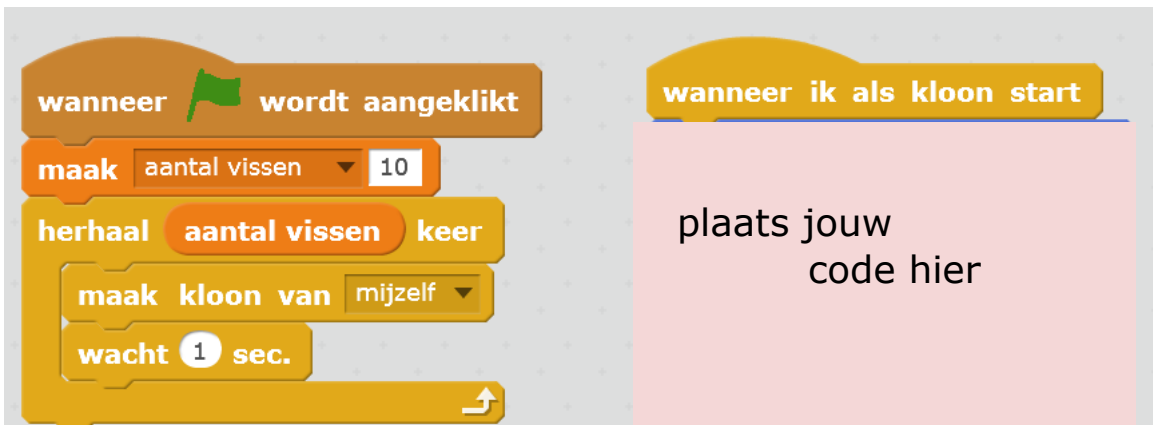 wanneer wordt aangeklikt
maak aantal vissen 10
herhaal aantal vissen keer
maak kloon van mijzelf
wacht 1 sec.
wanneer ik als kloon start
plaats jouw
code hier